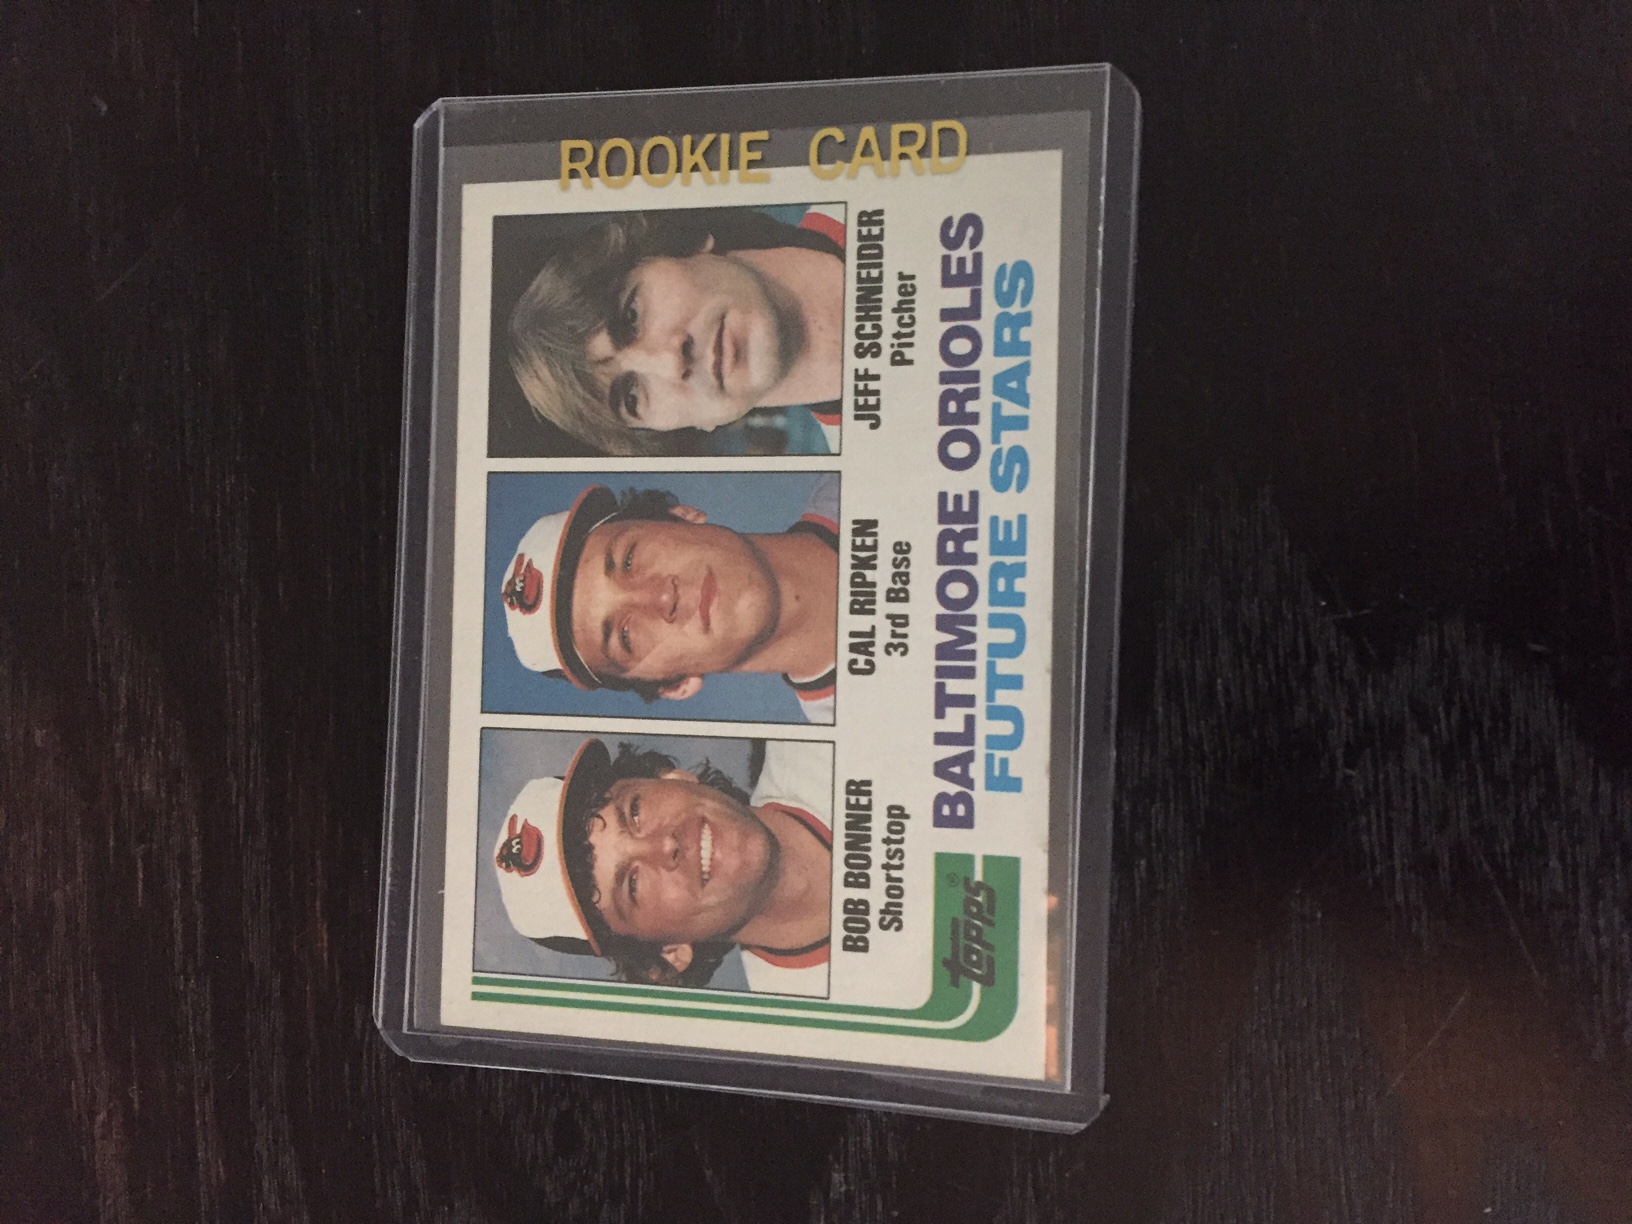 ROOKIE CARD
BOB BONNER
Shortstop
CAL RIPKEN
3rd Base
JEFF SCHNEIDER
Pitcher
topps®
BALTIMORE ORIOLES
FUTURE STARS